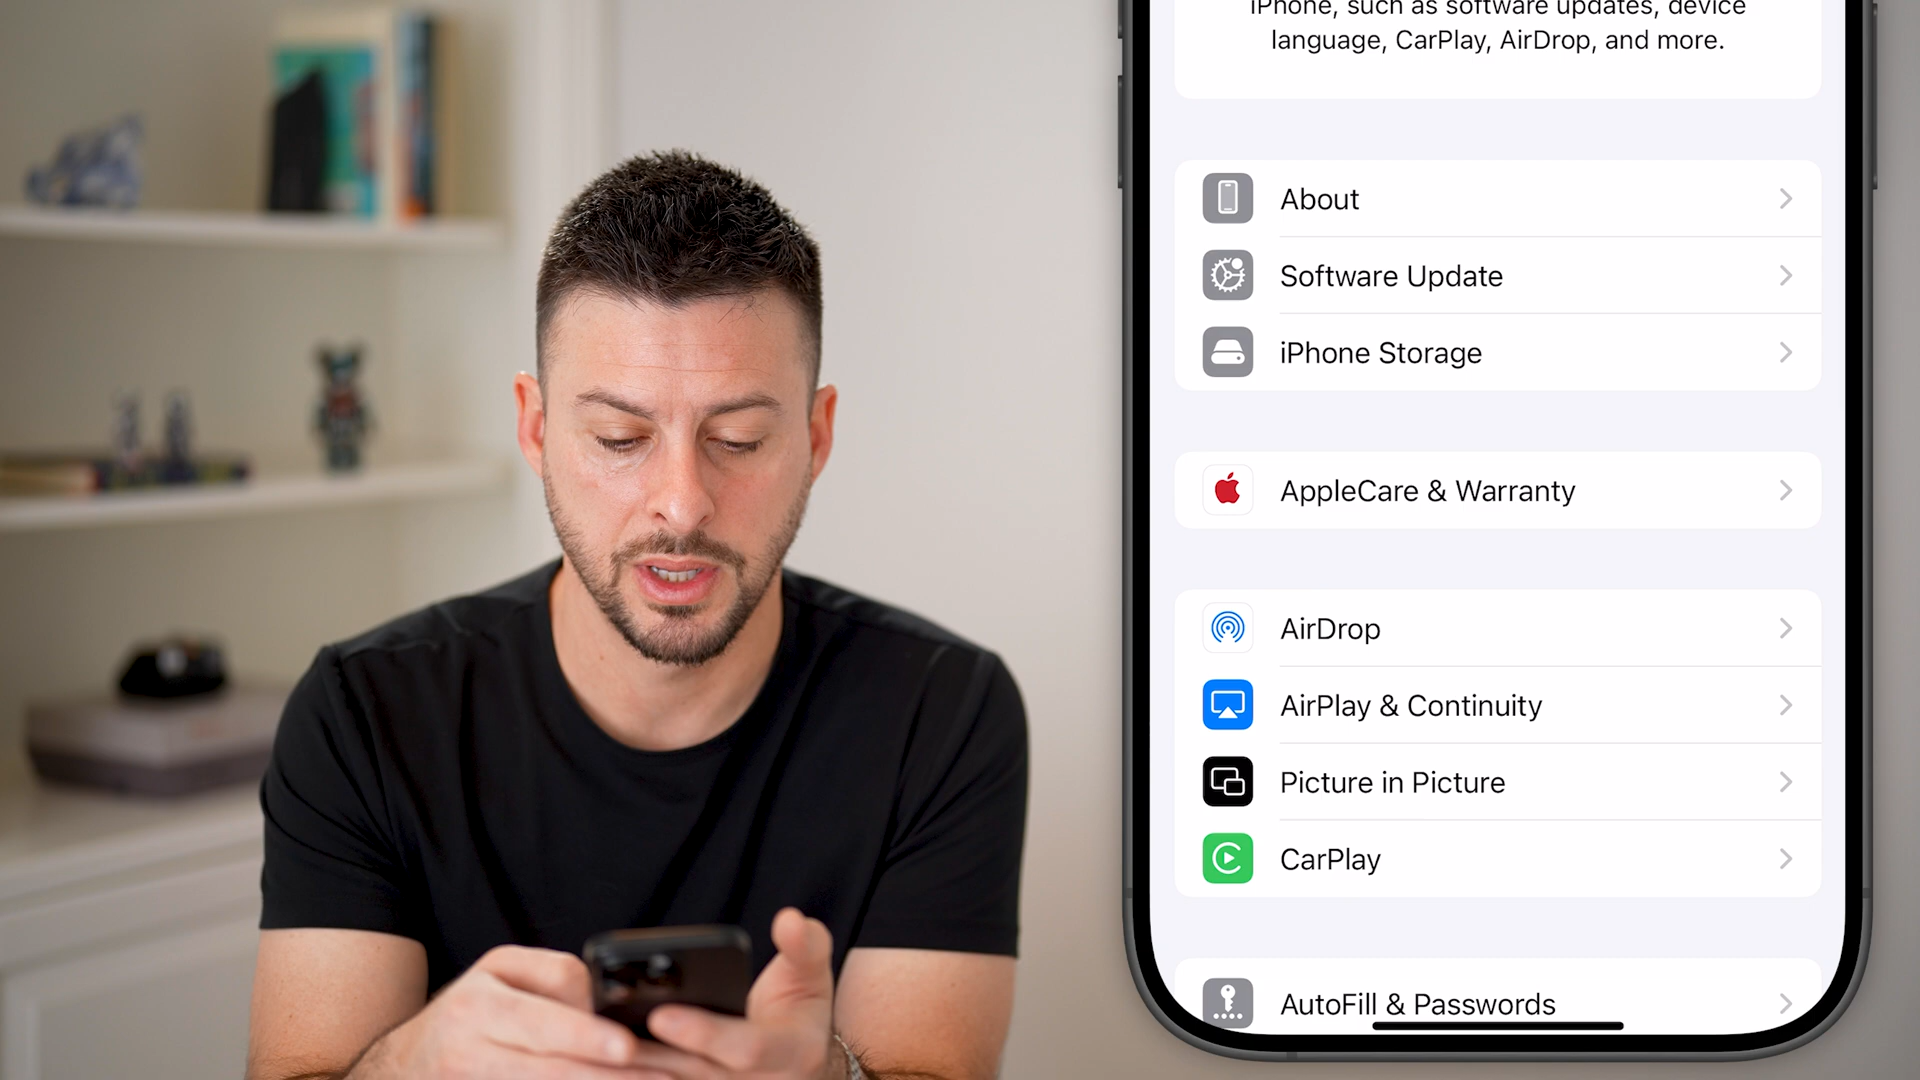 iPhone, such as software updates, device
language, CarPlay, AirDrop, and more.
About
Software Update
iPhone Storage
AppleCare & Warranty
AirDrop
AirPlay & Continuity
Picture in Picture
CarPlay
AutoFill & Passwords